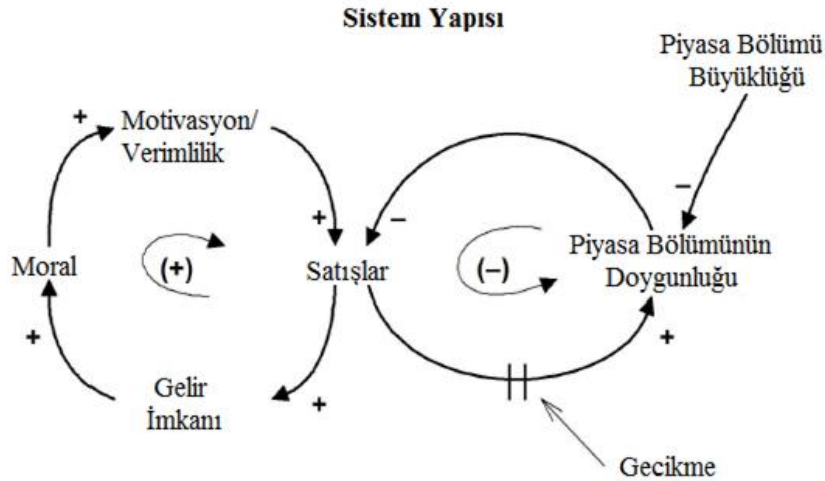 Sistem Yapısı
Piyasa Bölümü
Büyüklüğü
+
Motivasyon/
Verimlilik
+
–
–
Moral
(+)
Satışlar
(–)
Piyasa Bölümünün
Doygunluğu
+
+
Gelir
İmkanı
+
Gecikme